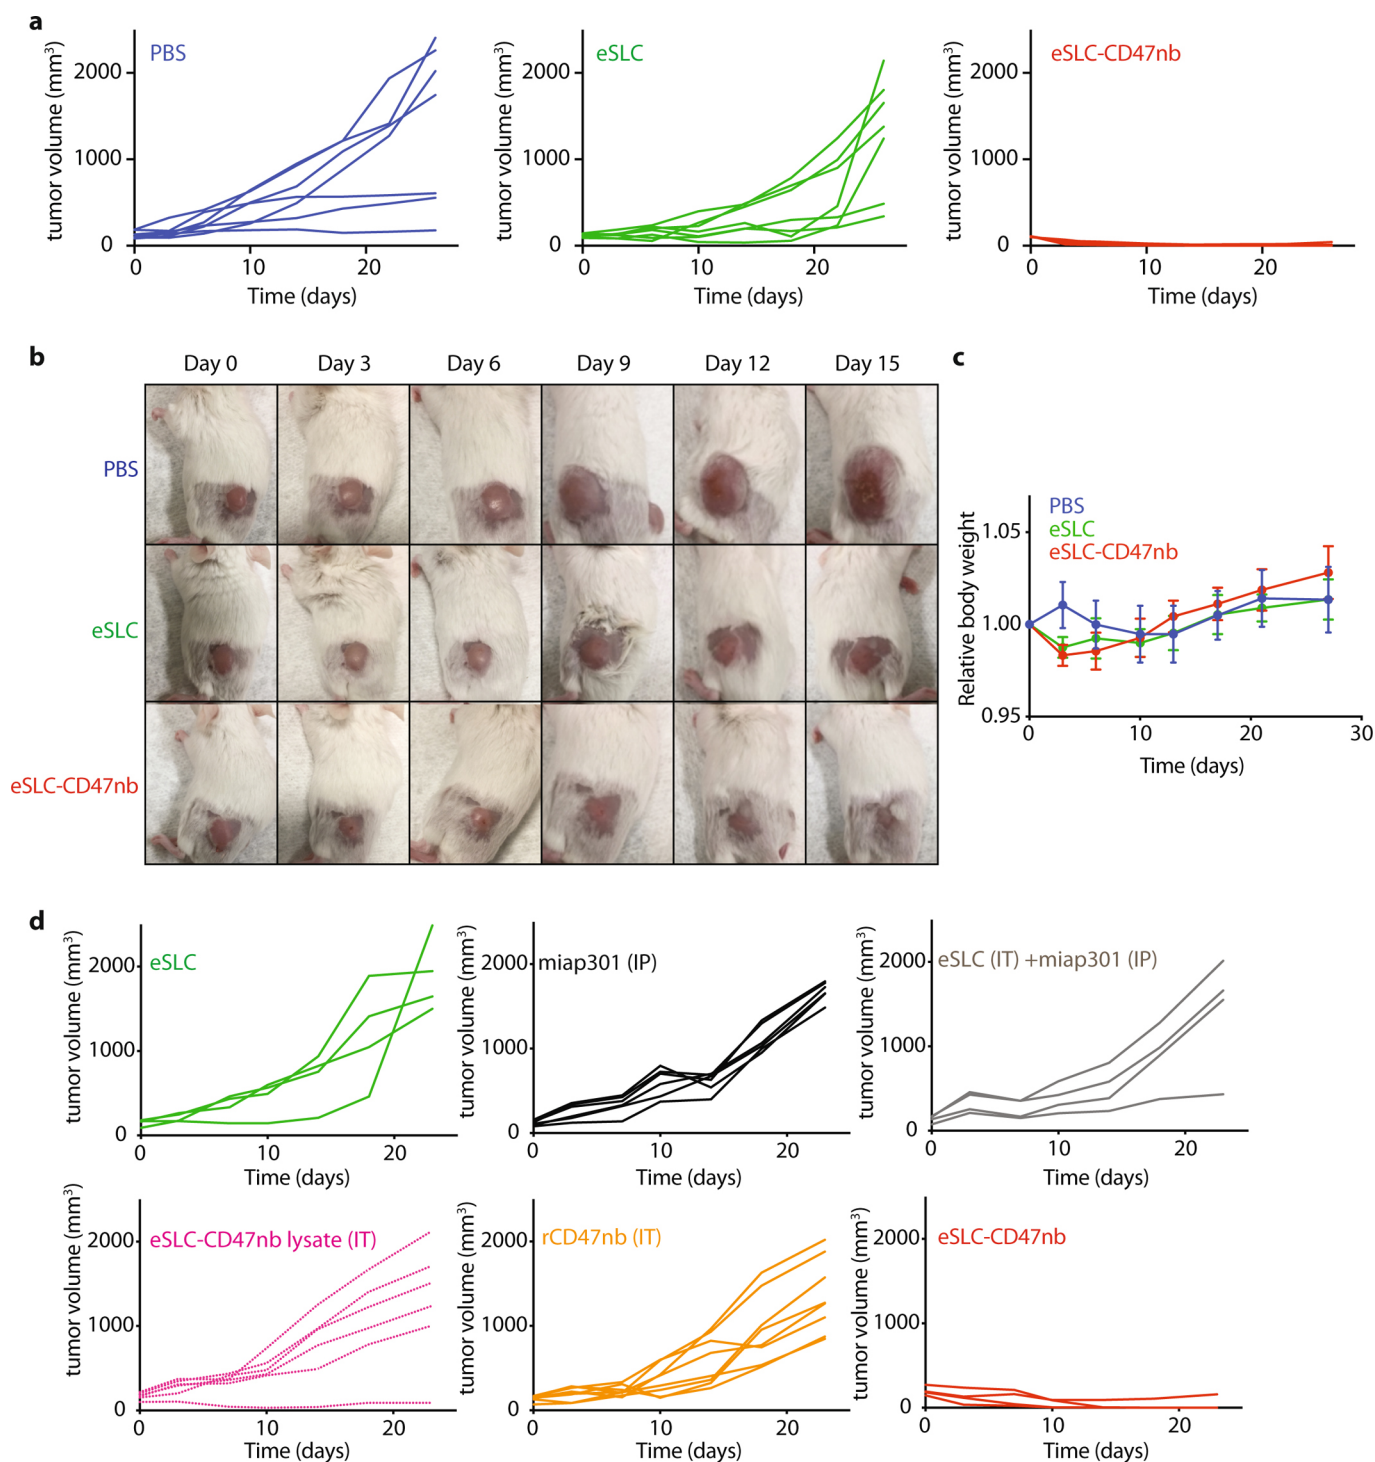 a
PBS
eSLC
eSLC-CD47nb
tumor volume (mm³)
2000
1000
0
0 10 20
Time (days)
tumor volume (mm³)
2000
1000
0
0 10 20
Time (days)
tumor volume (mm³)
2000
1000
0
0 10 20
Time (days)
b
Day 0 Day 3 Day 6 Day 9 Day 12 Day 15
PBS
eSLC
eSLC-CD47nb
c
PBS
eSLC
eSLC-CD47nb
Relative body weight
1.05
1.00
0.95
0 10 20 30
Time (days)
d
eSLC
tumor volume (mm³)
2000
1000
0
0 10 20
Time (days)
miap301 (IP)
tumor volume (mm³)
2000
1000
0
0 10 20
Time (days)
eSLC (IT) +miap301 (IP)
tumor volume (mm³)
2000
1000
0
0 10 20
Time (days)
eSLC-CD47nb lysate (IT)
tumor volume (mm³)
2000
1000
0
0 10 20
Time (days)
rCD47nb (IT)
tumor volume (mm³)
2000
1000
0
0 10 20
Time (days)
eSLC-CD47nb
tumor volume (mm³)
2000
1000
0
0 10 20
Time (days)